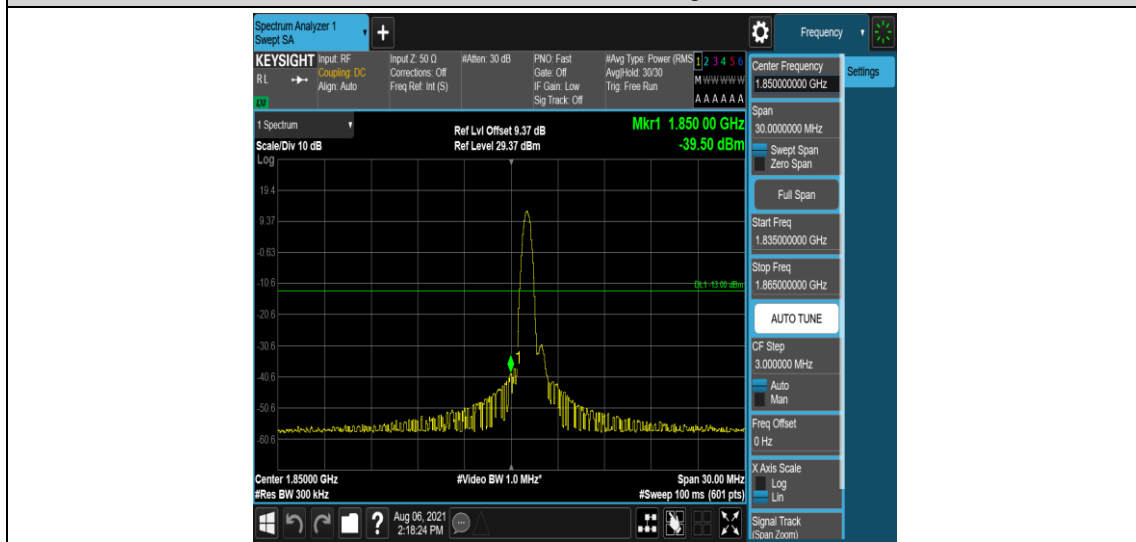 Spectrum Analyzer 1
Swept SA
Frequency
KEYSIGHT
RL
LXI
Input: RF
Coupling: DC
Align: Auto
Input Z: 50 Ω
Corrections: Off
Freq Ref: Int (S)
#Atten: 30 dB
PNO: Fast
Gate: Off
IF Gain: Low
Sig Track: Off
#Avg Type: Power (RMS
Avg|Hold: 30/30
Trig: Free Run
1 2 3 4 5 6
M W W W W W
A A A A A A
1 Spectrum
Scale/Div 10 dB
Log
Ref Lvl Offset 9.37 dB
Ref Level 29.37 dBm
Mkr1 1.850 00 GHz
-39.50 dBm
19.4
9.37
-0.63
-10.6
-20.6
-30.6
-40.6
-50.6
-60.6
DL1 -13.00 dBm
1
Center 1.85000 GHz
#Res BW 300 kHz
#Video BW 1.0 MHz*
Span 30.00 MHz
#Sweep 100 ms (601 pts)
Center Frequency
1.850000000 GHz
Settings
Span
30.0000000 MHz
Swept Span
Zero Span
Full Span
Start Freq
1.835000000 GHz
Stop Freq
1.865000000 GHz
AUTO TUNE
CF Step
3.000000 MHz
Auto
Man
Freq Offset
0 Hz
X Axis Scale
Log
Lin
Signal Track
(Span Zoom)
?
Aug 06, 2021
2:18:24 PM